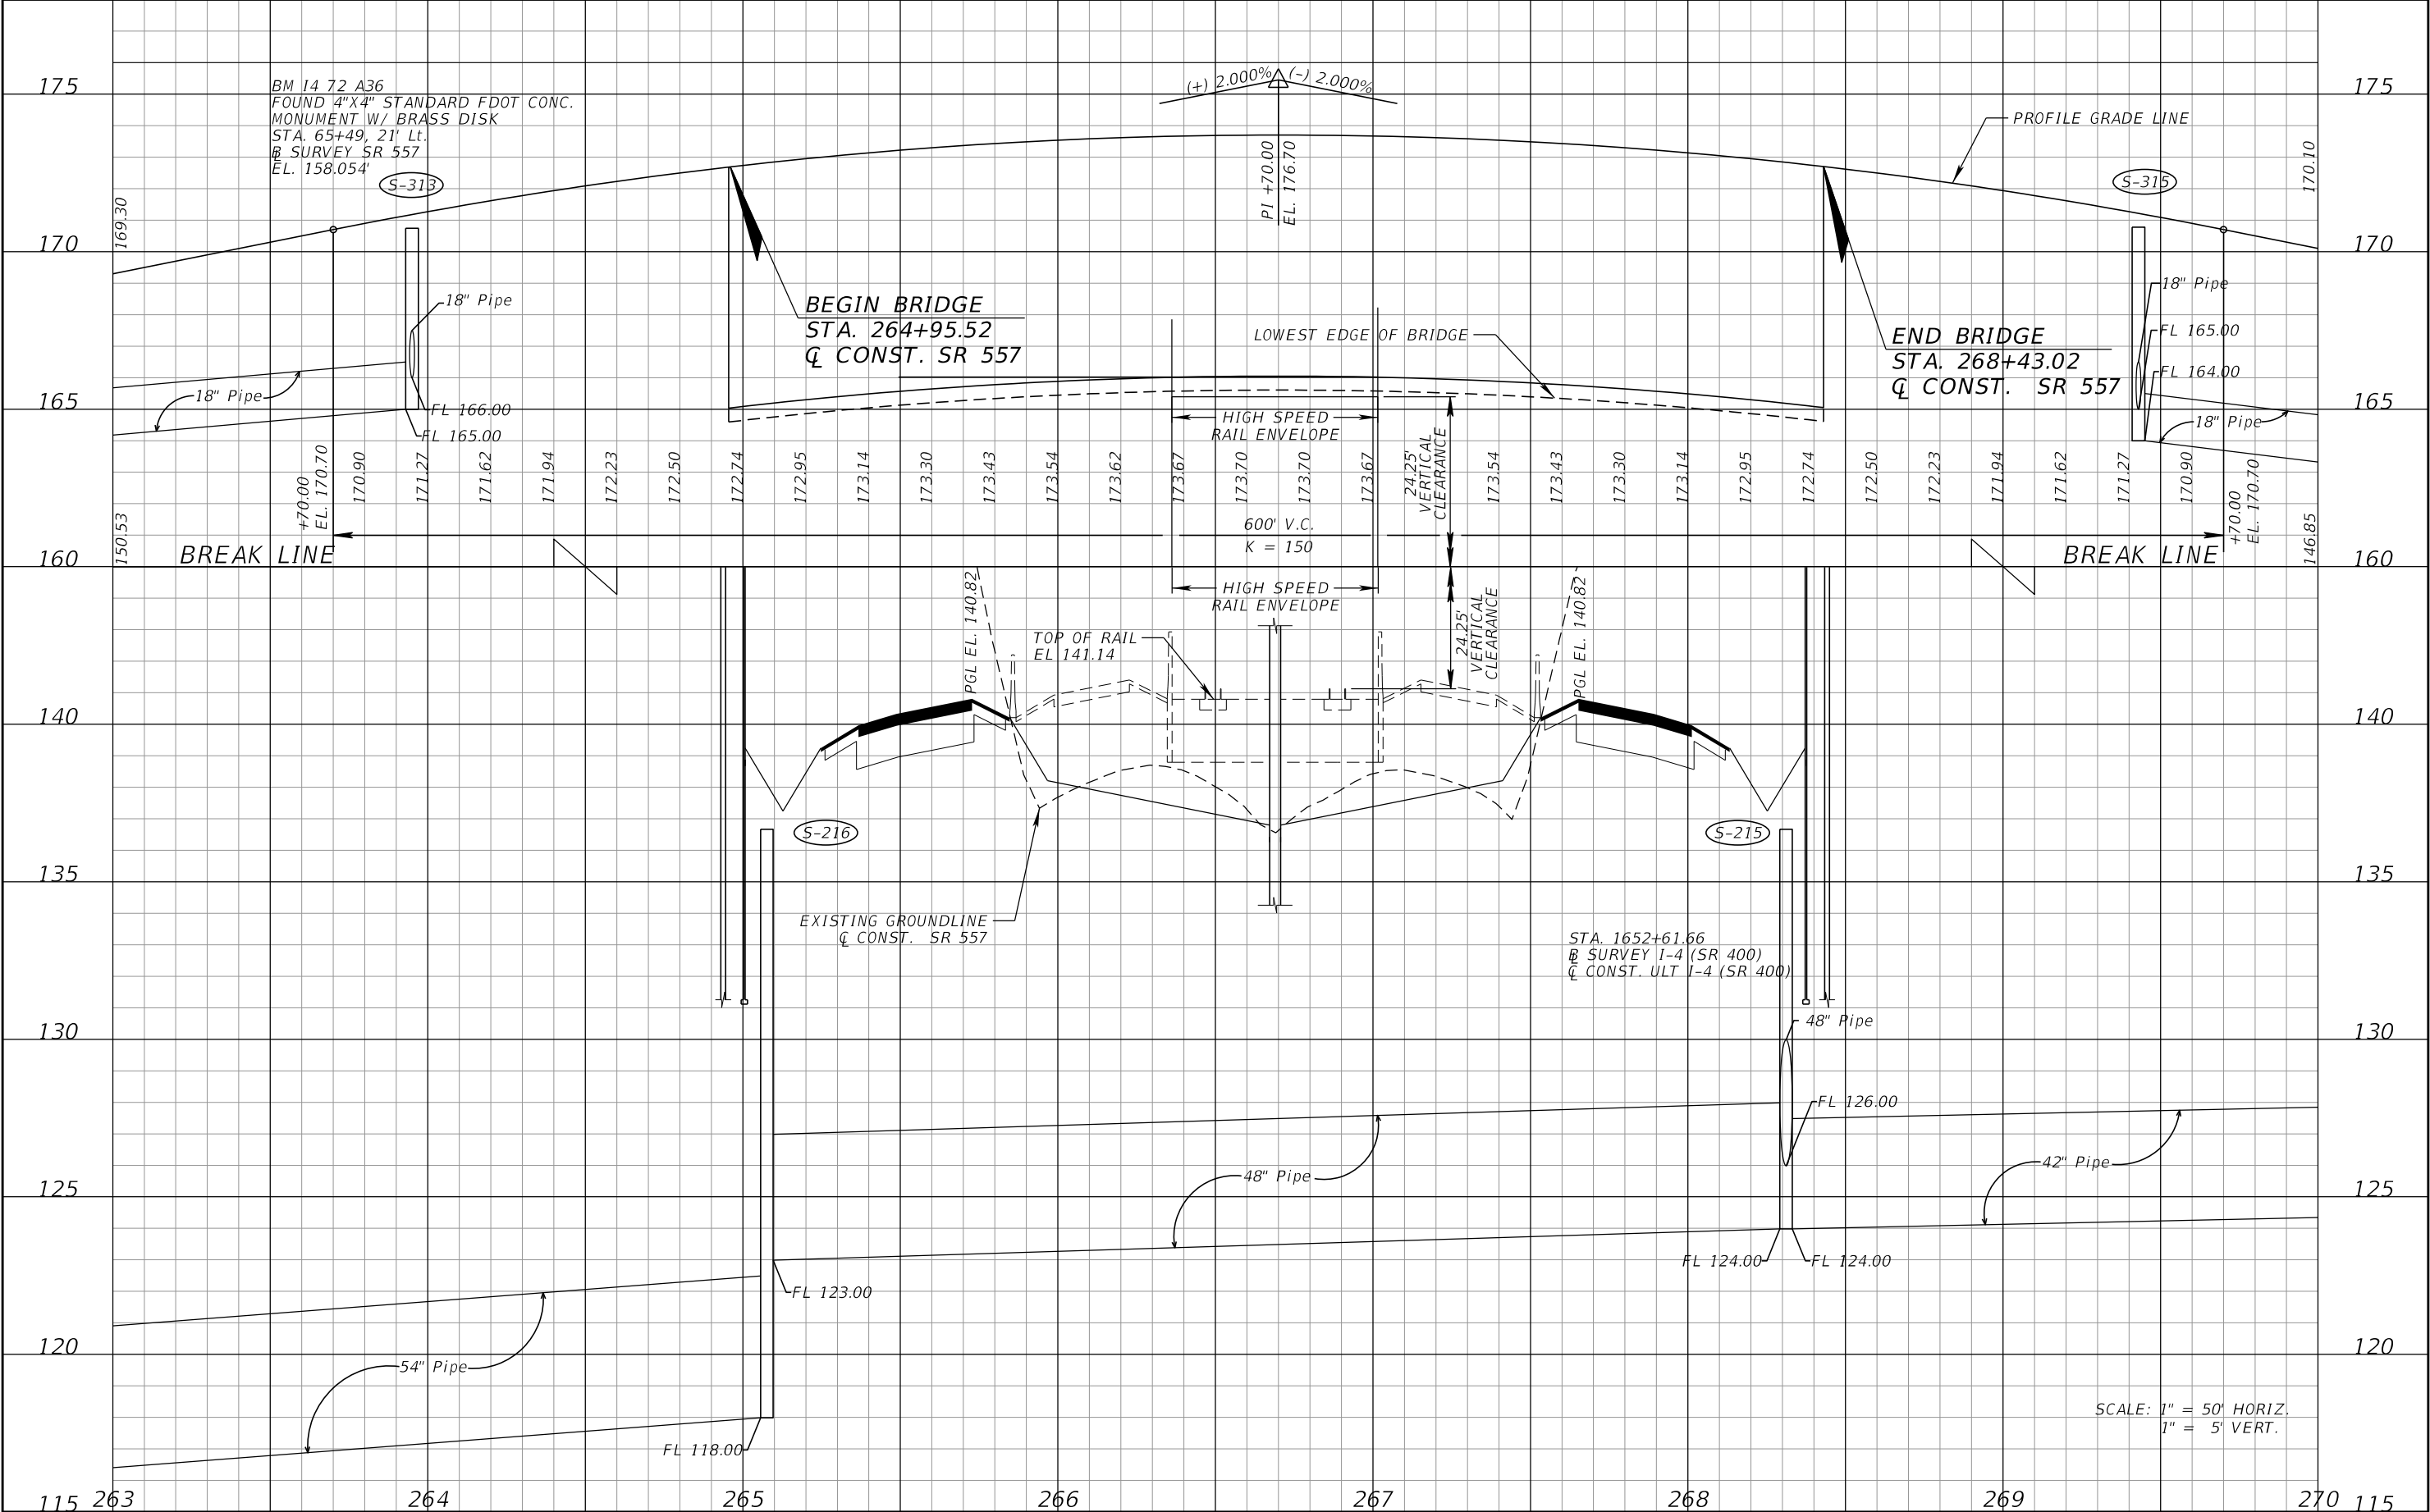 175
175
BM I4 72 A36
FOUND 4"X4" STANDARD FDOT CONC.
MONUMENT W/ BRASS DISK
STA. 65+49, 21' Lt.
BL SURVEY SR 557
EL. 158.054'
(+) 2.000%
(-) 2.000%
PI +70.00
EL. 176.70
PROFILE GRADE LINE
S-313
S-315
169.30
170.10
170
170
18" Pipe
18" Pipe
BEGIN BRIDGE
STA. 264+95.52
CL CONST. SR 557
LOWEST EDGE OF BRIDGE
END BRIDGE
STA. 268+43.02
CL CONST. SR 557
FL 165.00
FL 164.00
18" Pipe
FL 166.00
FL 165.00
18" Pipe
165
165
HIGH SPEED
RAIL ENVELOPE
24.25'
VERTICAL
CLEARANCE
150.53
+70.00
EL. 170.70
170.90
171.27
171.62
171.94
172.23
172.50
172.74
172.95
173.14
173.30
173.43
173.54
173.62
173.67
173.70
173.70
173.67
173.54
173.43
173.30
173.14
172.95
172.74
172.50
172.23
171.94
171.62
171.27
170.90
+70.00
EL. 170.70
146.85
600' V.C.
K = 150
BREAK LINE
BREAK LINE
160
160
HIGH SPEED
RAIL ENVELOPE
24.25'
VERTICAL
CLEARANCE
PGL EL. 140.82
PGL EL. 140.82
TOP OF RAIL
EL 141.14
140
140
S-216
S-215
135
135
EXISTING GROUNDLINE
CL CONST. SR 557
STA. 1652+61.66
BL SURVEY I-4 (SR 400)
CL CONST. ULT I-4 (SR 400)
130
130
48" Pipe
FL 126.00
48" Pipe
42" Pipe
125
125
FL 124.00
FL 124.00
FL 123.00
120
120
54" Pipe
FL 118.00
SCALE: 1" = 50' HORIZ.
1" = 5' VERT.
115
263
264
265
266
267
268
269
270
115